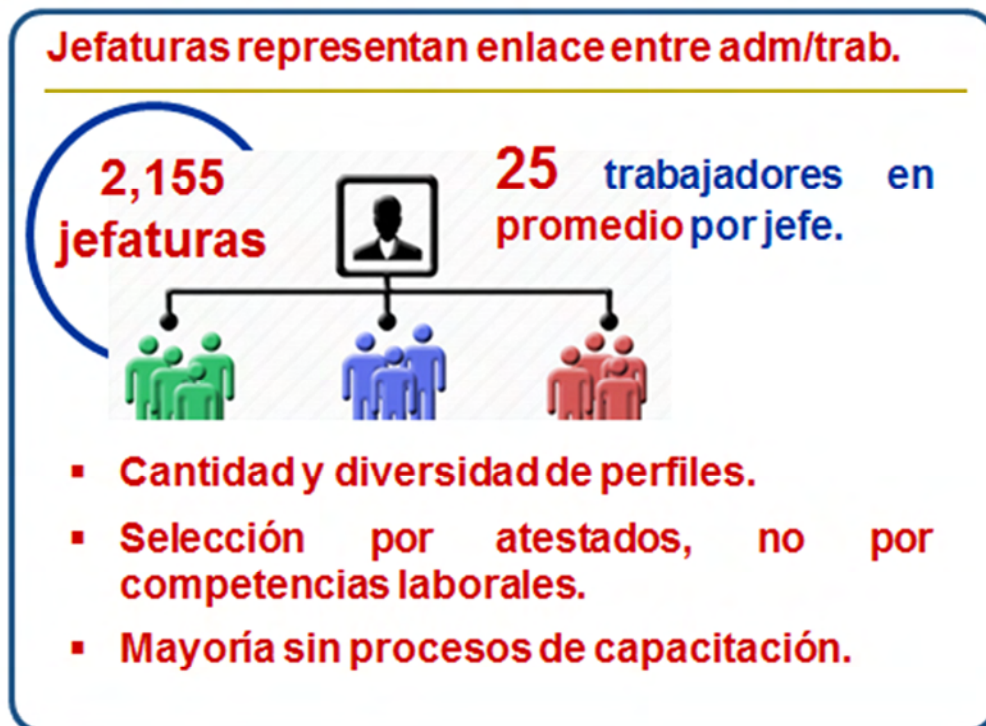 Jefaturas representan enlace entre adm/trab.
2,155
jefaturas
25 trabajadores en
promedio por jefe.
▪ Cantidad y diversidad de perfiles.
▪ Selección por atestados, no por
competencias laborales.
▪ Mayoría sin procesos de capacitación.